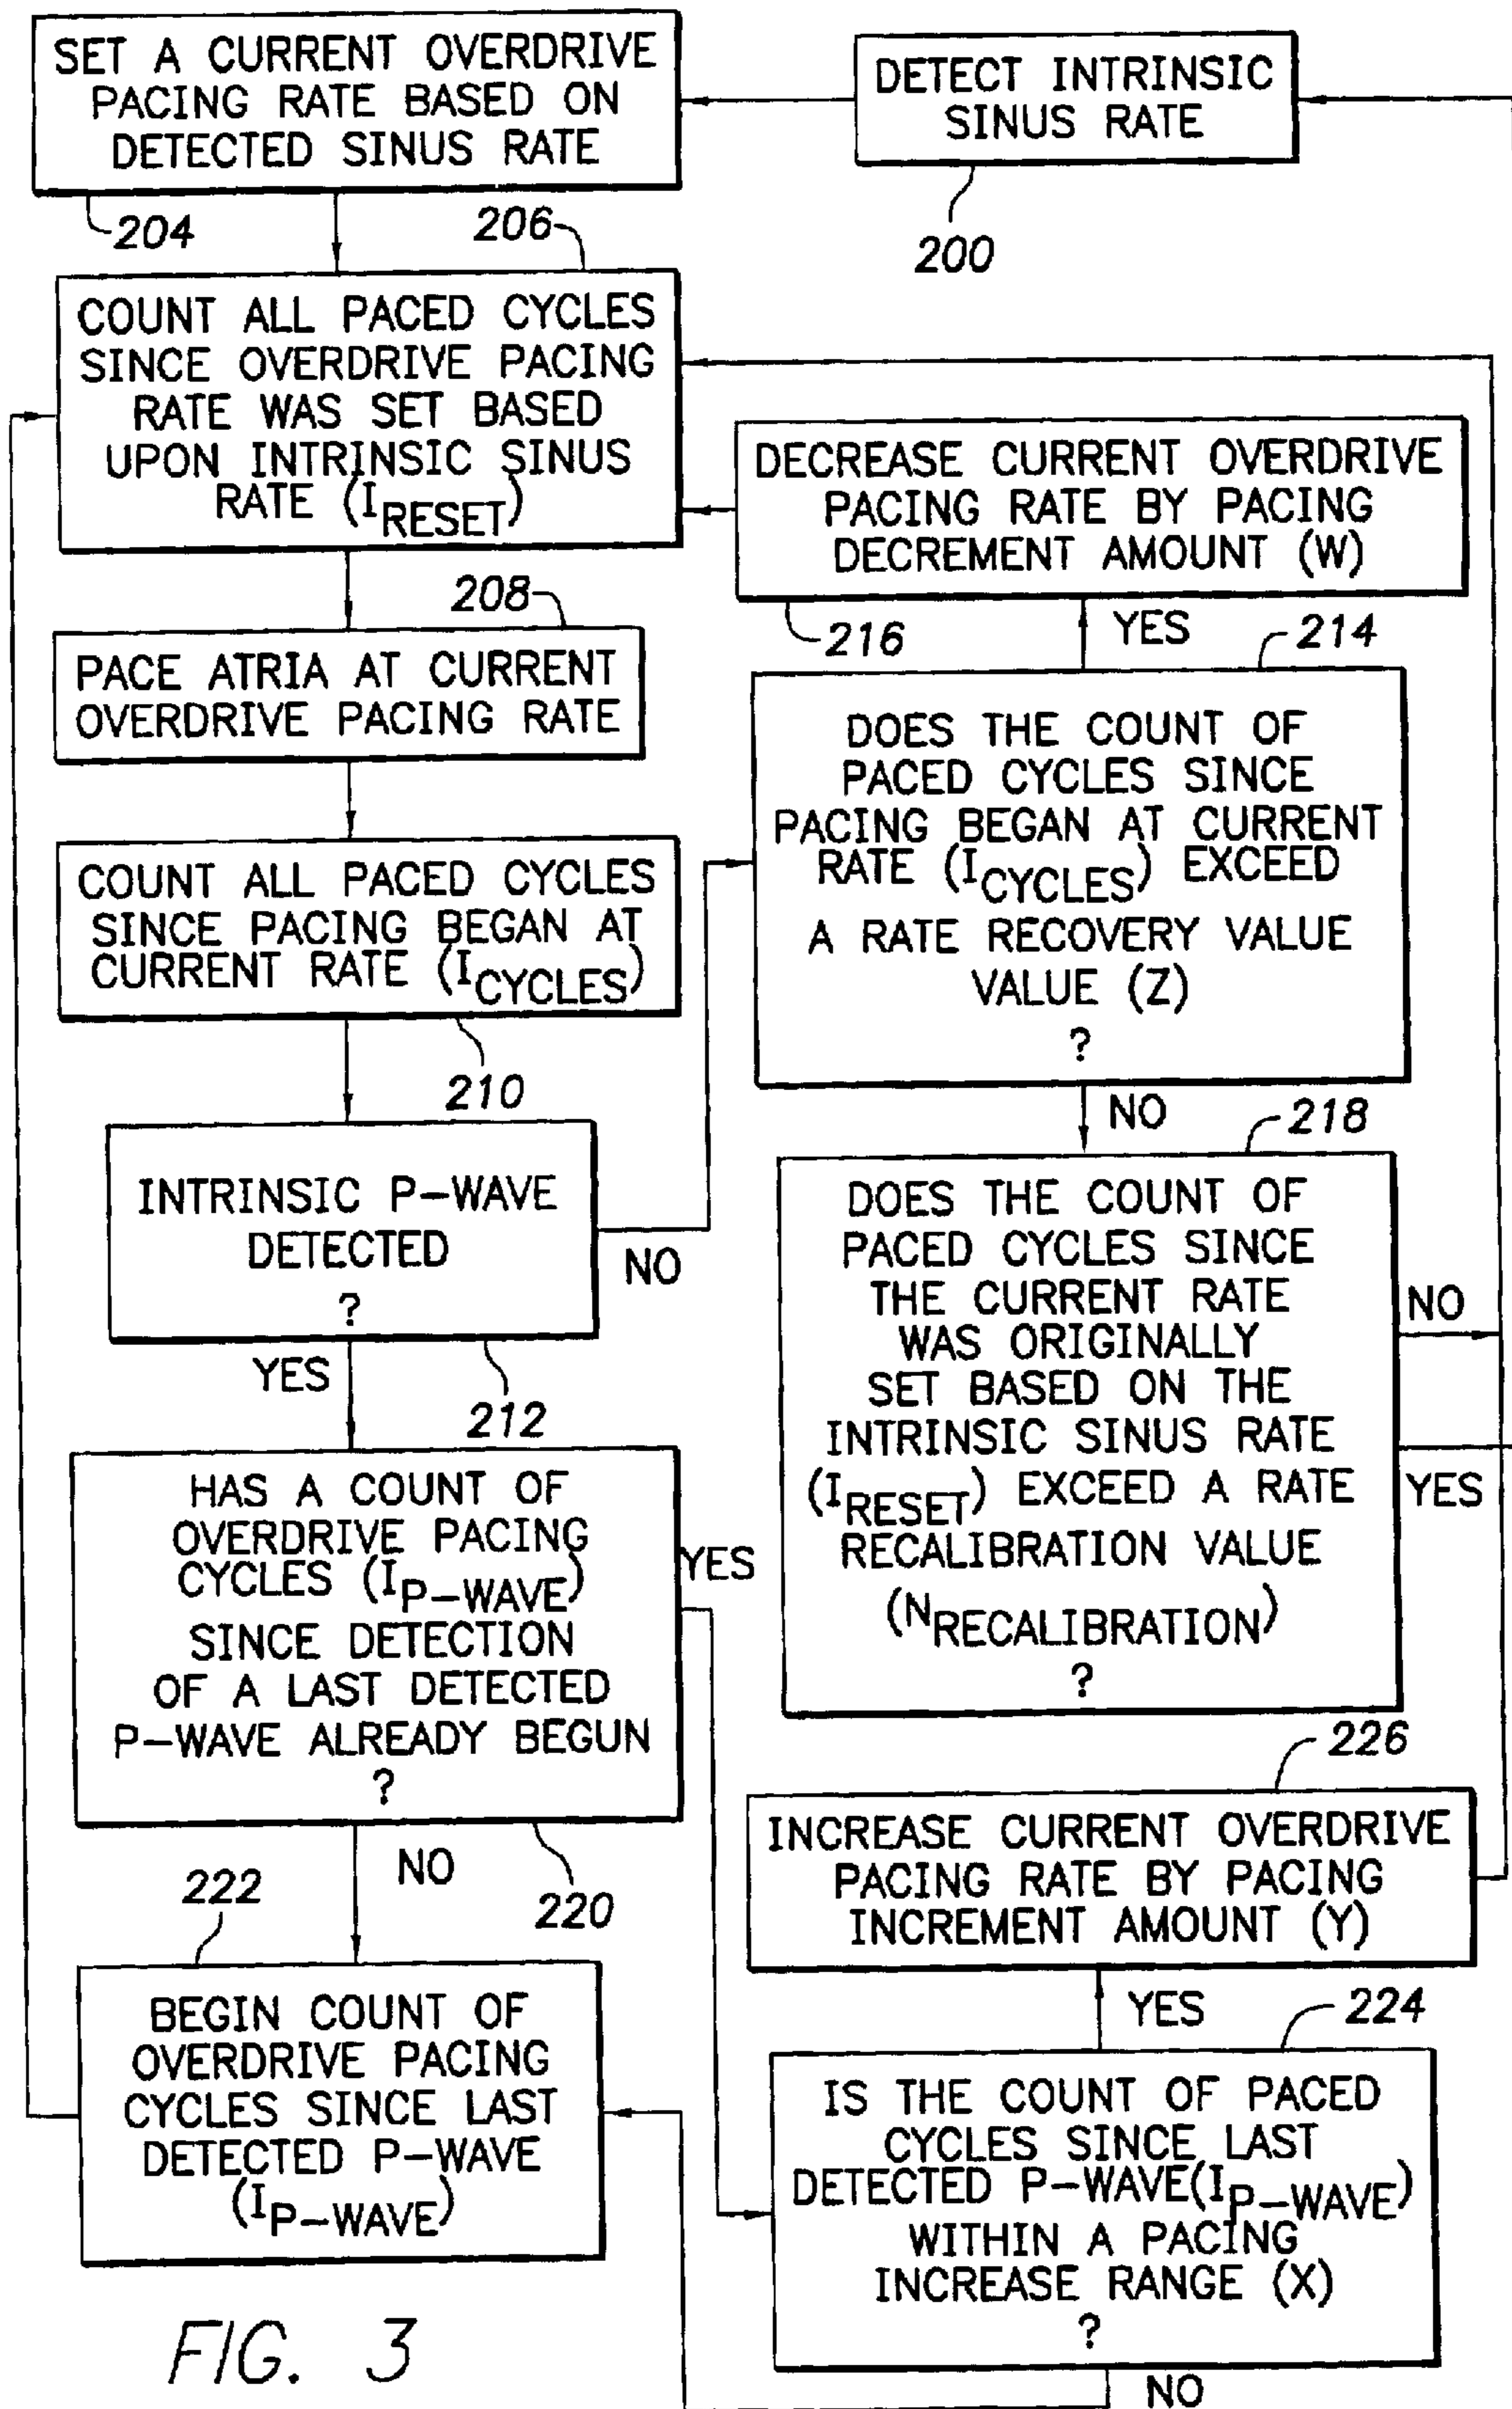 SET A CURRENT OVERDRIVE
PACING RATE BASED ON
DETECTED SINUS RATE
204
DETECT INTRINSIC
SINUS RATE
200
206
COUNT ALL PACED CYCLES
SINCE OVERDRIVE PACING
RATE WAS SET BASED
UPON INTRINSIC SINUS
RATE (I_RESET)
DECREASE CURRENT OVERDRIVE
PACING RATE BY PACING
DECREMENT AMOUNT (W)
216
YES
208
PACE ATRIA AT CURRENT
OVERDRIVE PACING RATE
214
DOES THE COUNT OF
PACED CYCLES SINCE
PACING BEGAN AT CURRENT
RATE (I_CYCLES) EXCEED
A RATE RECOVERY VALUE
VALUE (Z)
?
NO
COUNT ALL PACED CYCLES
SINCE PACING BEGAN AT
CURRENT RATE (I_CYCLES)
210
INTRINSIC P-WAVE
DETECTED
?
NO
YES
212
218
DOES THE COUNT OF
PACED CYCLES SINCE
THE CURRENT RATE
WAS ORIGINALLY
SET BASED ON THE
INTRINSIC SINUS RATE
(I_RESET) EXCEED A RATE
RECALIBRATION VALUE
(N_RECALIBRATION)
?
NO
YES
HAS A COUNT OF
OVERDRIVE PACING
CYCLES (I_P-WAVE)
SINCE DETECTION
OF A LAST DETECTED
P-WAVE ALREADY BEGUN
?
YES
NO
220
226
INCREASE CURRENT OVERDRIVE
PACING RATE BY PACING
INCREMENT AMOUNT (Y)
YES
222
BEGIN COUNT OF
OVERDRIVE PACING
CYCLES SINCE LAST
DETECTED P-WAVE
(I_P-WAVE)
224
IS THE COUNT OF PACED
CYCLES SINCE LAST
DETECTED P-WAVE(I_P-WAVE)
WITHIN A PACING
INCREASE RANGE (X)
?
NO
FIG. 3